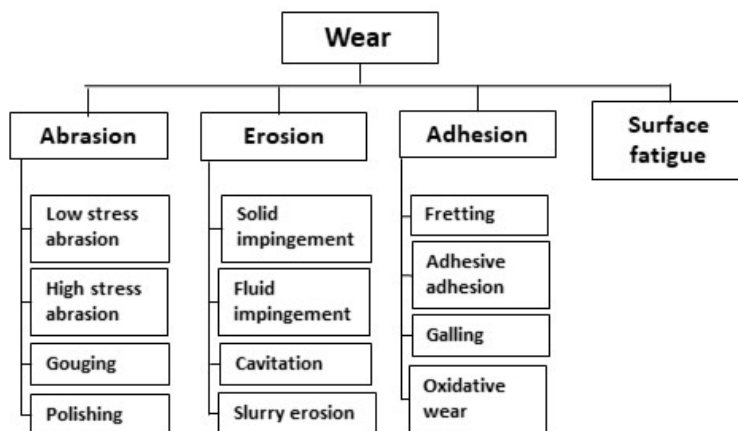 Wear
Abrasion
Low stress
abrasion
High stress
abrasion
Gouging
Polishing
Erosion
Solid
impingement
Fluid
impingement
Cavitation
Slurry erosion
Adhesion
Fretting
Adhesive
adhesion
Galling
Oxidative
wear
Surface
fatigue